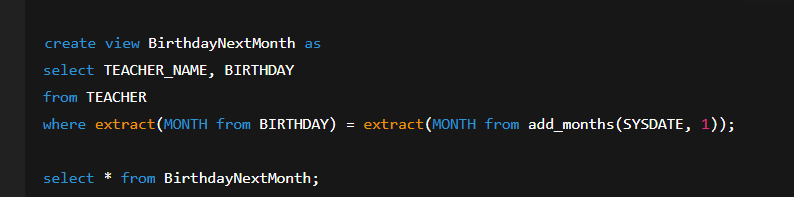 create view BirthdayNextMonth as
select TEACHER_NAME, BIRTHDAY
from TEACHER
where extract(MONTH from BIRTHDAY) = extract(MONTH from add_months(SYSDATE, 1));
select * from BirthdayNextMonth;